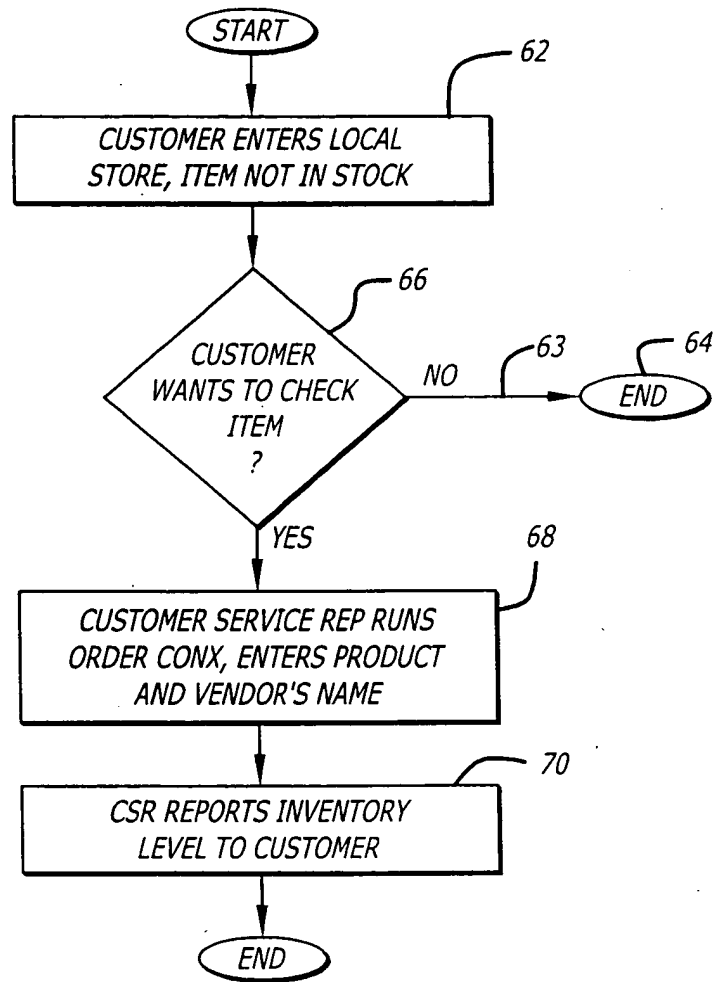 START
62
CUSTOMER ENTERS LOCAL
STORE, ITEM NOT IN STOCK
66
CUSTOMER
WANTS TO CHECK
ITEM
?
NO
63
64
END
YES
68
CUSTOMER SERVICE REP RUNS
ORDER CONX, ENTERS PRODUCT
AND VENDOR'S NAME
70
CSR REPORTS INVENTORY
LEVEL TO CUSTOMER
END